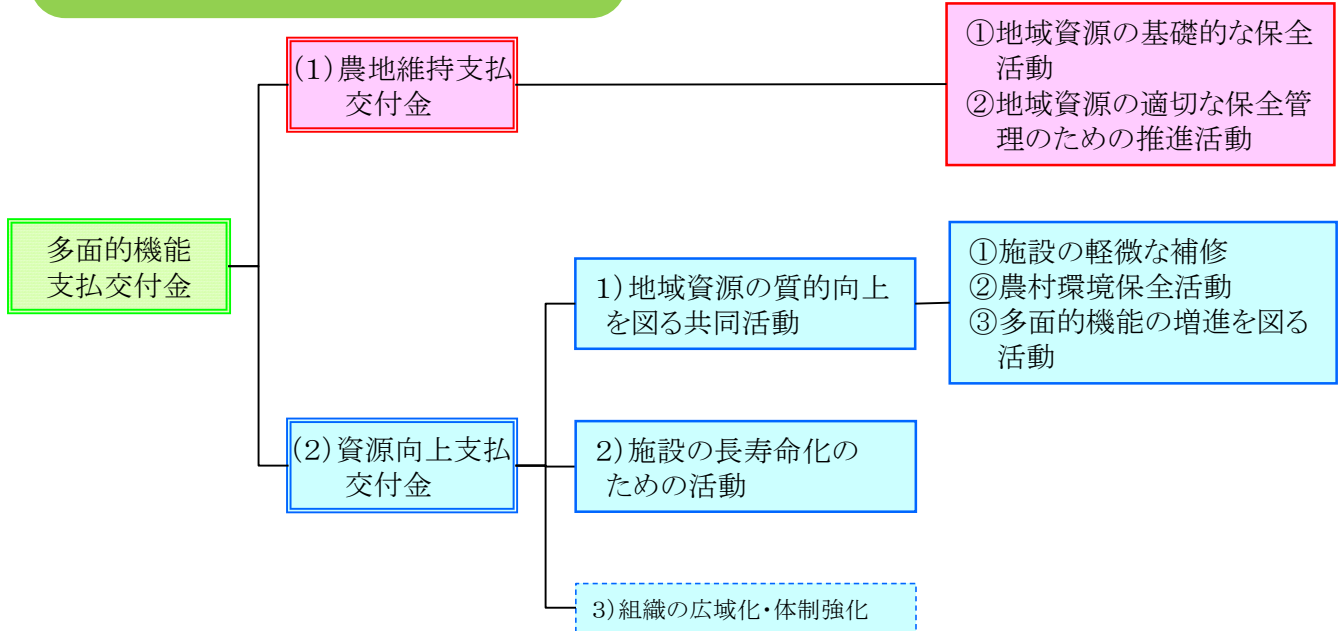 多面的機能
支払交付金
(1)農地維持支払
交付金
①地域資源の基礎的な保全
活動
②地域資源の適切な保全管
理のための推進活動
(2)資源向上支払
交付金
1)地域資源の質的向上
を図る共同活動
①施設の軽微な補修
②農村環境保全活動
③多面的機能の増進を図る
活動
2)施設の長寿命化の
ための活動
3)組織の広域化・体制強化